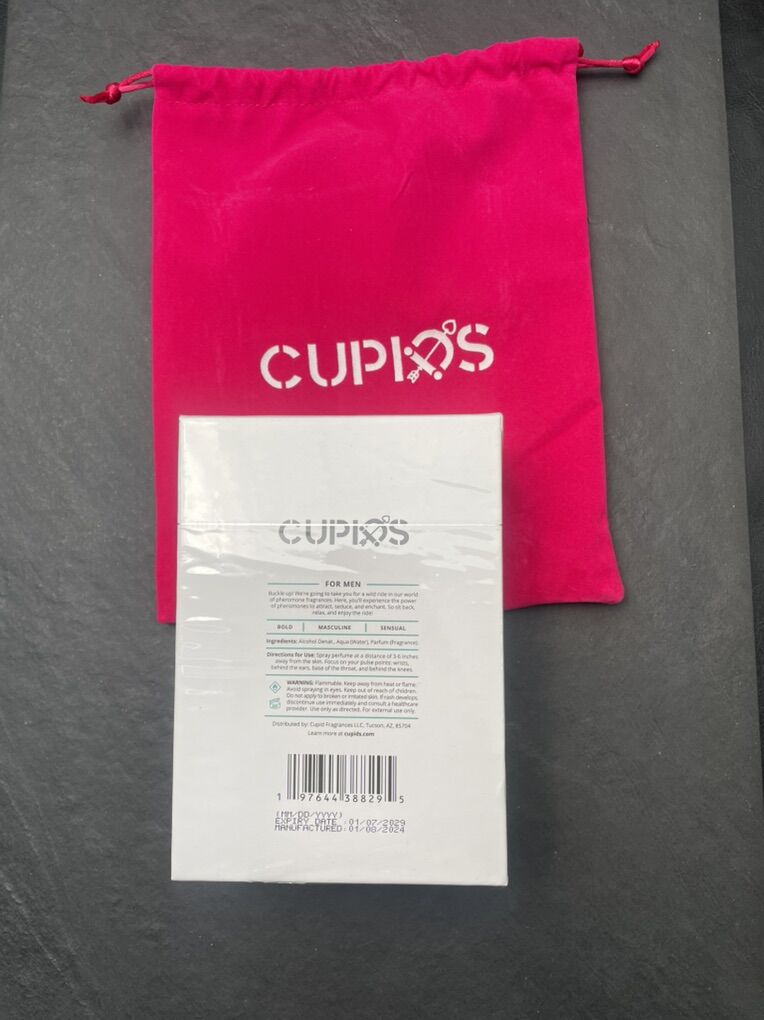 CUPIDS
CUPIDS
FOR MEN
Buckle up! We're going to take you for a wild ride in our world
of pheromone fragrances. Here, you'll experience the power
of pheromones to attract, seduce, and enchant. So sit back,
relax, and enjoy the ride!
BOLD | MASCULINE | SENSUAL
Ingredients: Alcohol Denat., Aqua (Water), Parfum (Fragrance).
Directions for Use: Spray perfume at a distance of 3-6 inches
away from the skin. Focus on your pulse points: wrists,
behind the ears, base of the throat, and behind the knees.
WARNING: Flammable. Keep away from heat or flame.
Avoid spraying in eyes. Keep out of reach of children.
Do not apply to broken or irritated skin. If rash develops,
discontinue use immediately and consult a healthcare
provider. Use only as directed. For external use only.
Distributed by: Cupid Fragrances LLC, Tucson, AZ, 85704
Learn more at cupids.com
1 97644 38829 5
(MM/DD/YYYY)
EXPIRY DATE :01/07/2029
MANUFACTURED:01/08/2024